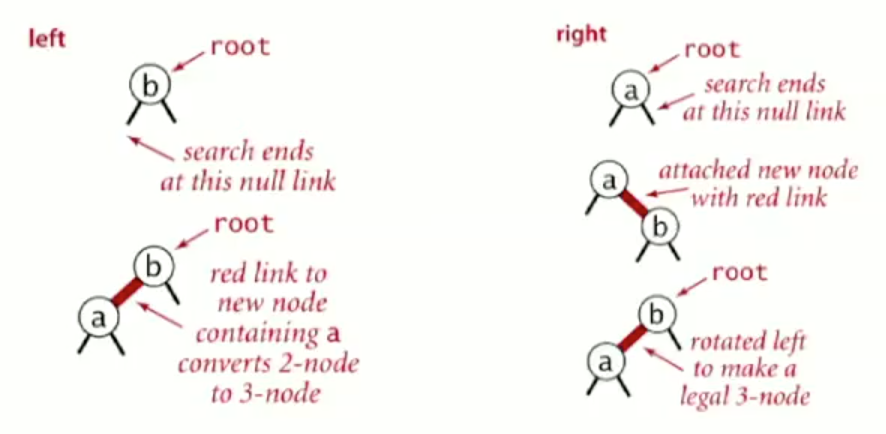 left
root
b
search ends
at this null link
root
b
red link to
new node
a
containing a
converts 2-node
to 3-node
right
root
a
search ends
at this null link
attached new node
a
with red link
b
root
b
rotated left
a
to make a
legal 3-node